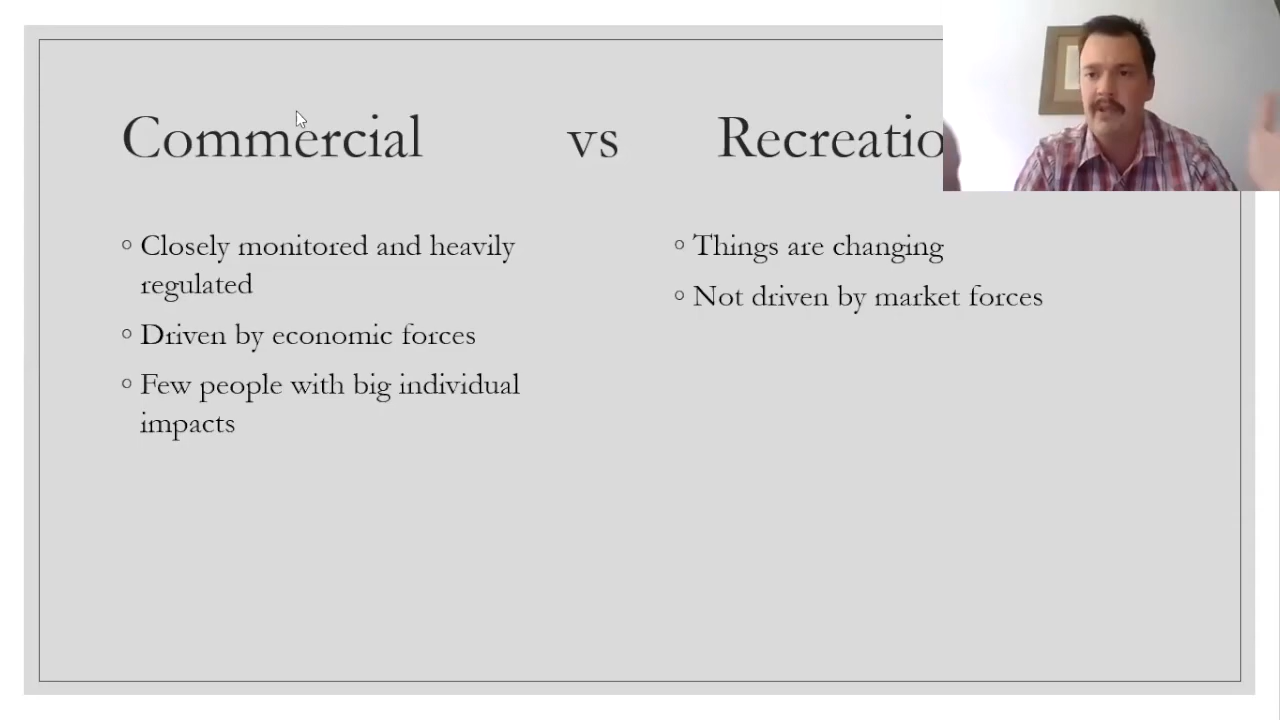 Commercial vs Recreatio
Closely monitored and heavily
regulated
Driven by economic forces
Few people with big individual
impacts
Things are changing
Not driven by market forces